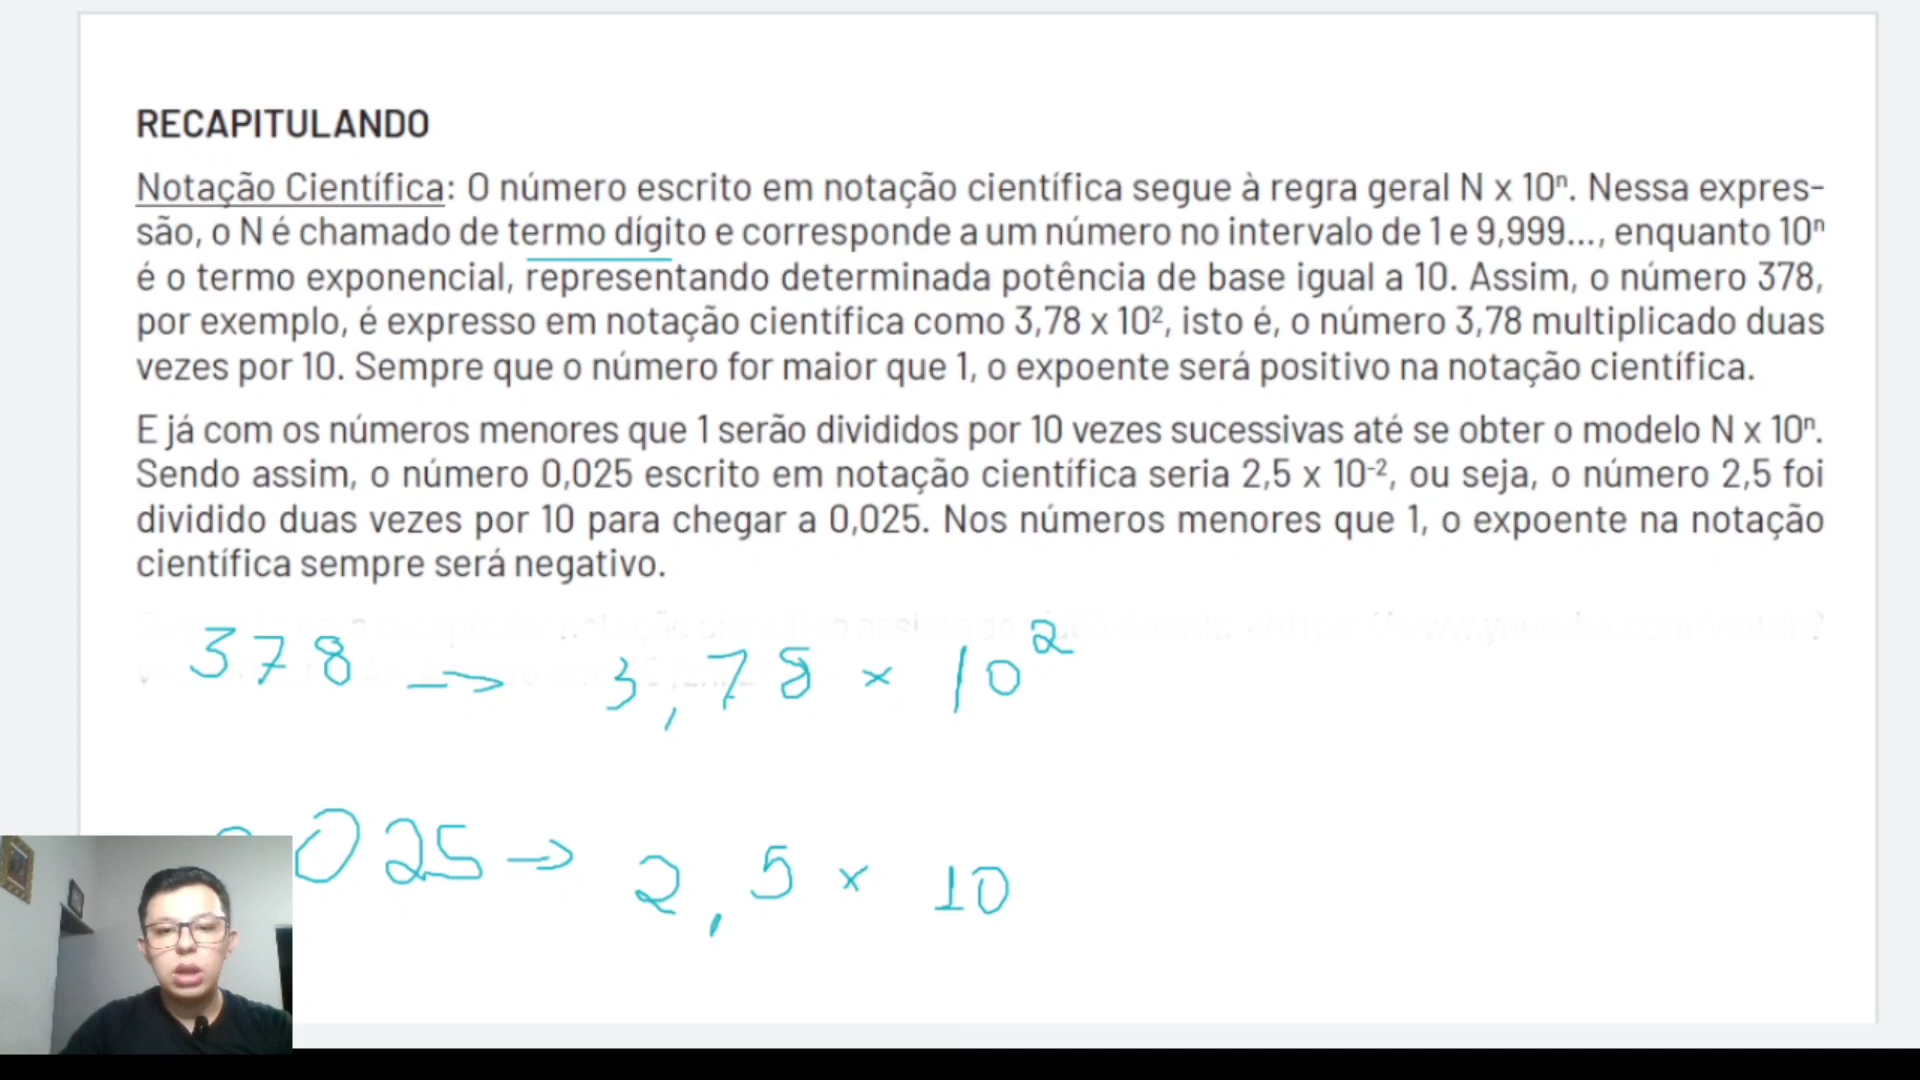 RECAPITULANDO
Notação Científica: O número escrito em notação científica segue à regra geral N x 10ⁿ. Nessa expres-
são, o N é chamado de termo dígito e corresponde a um número no intervalo de 1 e 9,999..., enquanto 10ⁿ
é o termo exponencial, representando determinada potência de base igual a 10. Assim, o número 378,
por exemplo, é expresso em notação científica como 3,78 x 10², isto é, o número 3,78 multiplicado duas
vezes por 10. Sempre que o número for maior que 1, o expoente será positivo na notação científica.
E já com os números menores que 1 serão divididos por 10 vezes sucessivas até se obter o modelo N x 10ⁿ.
Sendo assim, o número 0,025 escrito em notação científica seria 2,5 x 10⁻², ou seja, o número 2,5 foi
dividido duas vezes por 10 para chegar a 0,025. Nos números menores que 1, o expoente na notação
científica sempre será negativo.
378 → 3,78 × 10²
025 → 2,5 × 10